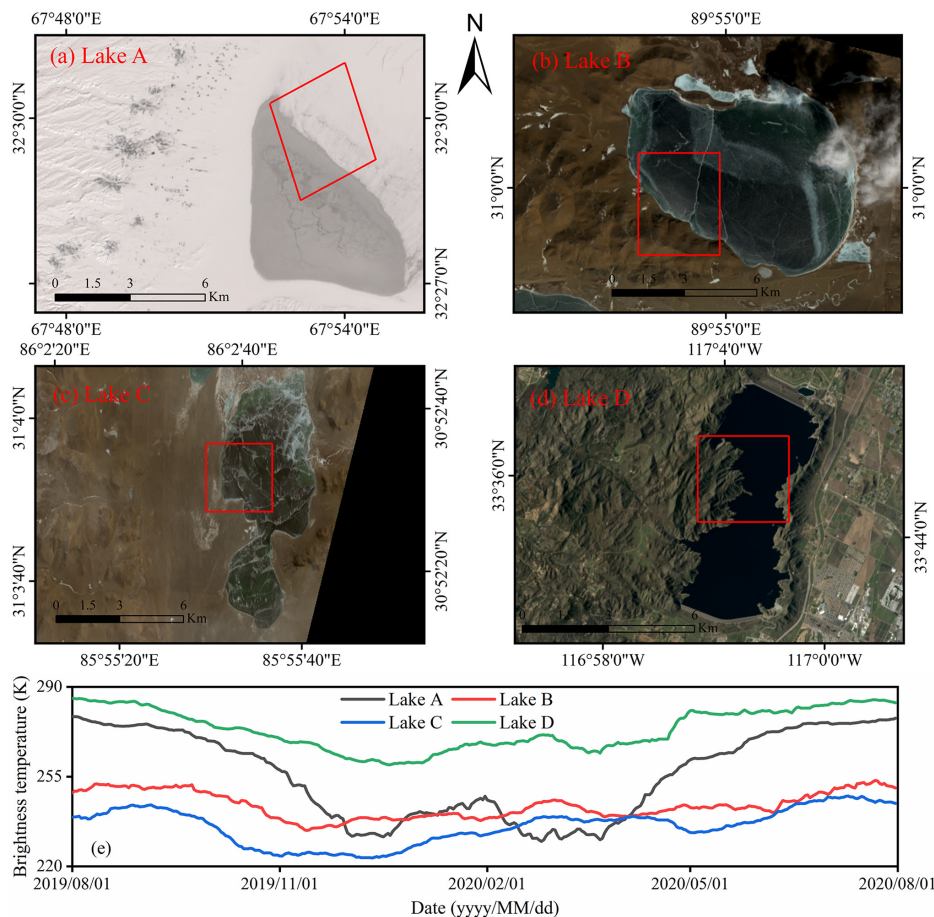 67°48'0"E
67°54'0"E
N
89°55'0"E
(a) Lake A
(b) Lake B
32°30'0"N
32°30'0"N
31°0'0"N
31°0'0"N
0 1.5 3 6
Km
32°27'0"N
0 1.5 3 6
Km
67°48'0"E
67°54'0"E
89°55'0"E
86°2'20"E
86°2'40"E
117°4'0"W
(c) Lake C
(d) Lake D
31°4'0"N
30°52'40"N
33°36'0"N
33°44'0"N
31°3'40"N
30°52'20"N
0 1.5 3 6
Km
0 1.5 3 6
Km
85°55'20"E
85°55'40"E
116°58'0"W
117°0'0"W
Brightness temperature (K)
290
255
220
Lake A
Lake B
Lake C
Lake D
(e)
2019/08/01
2019/11/01
2020/02/01
2020/05/01
2020/08/01
Date (yyyy/MM/dd)